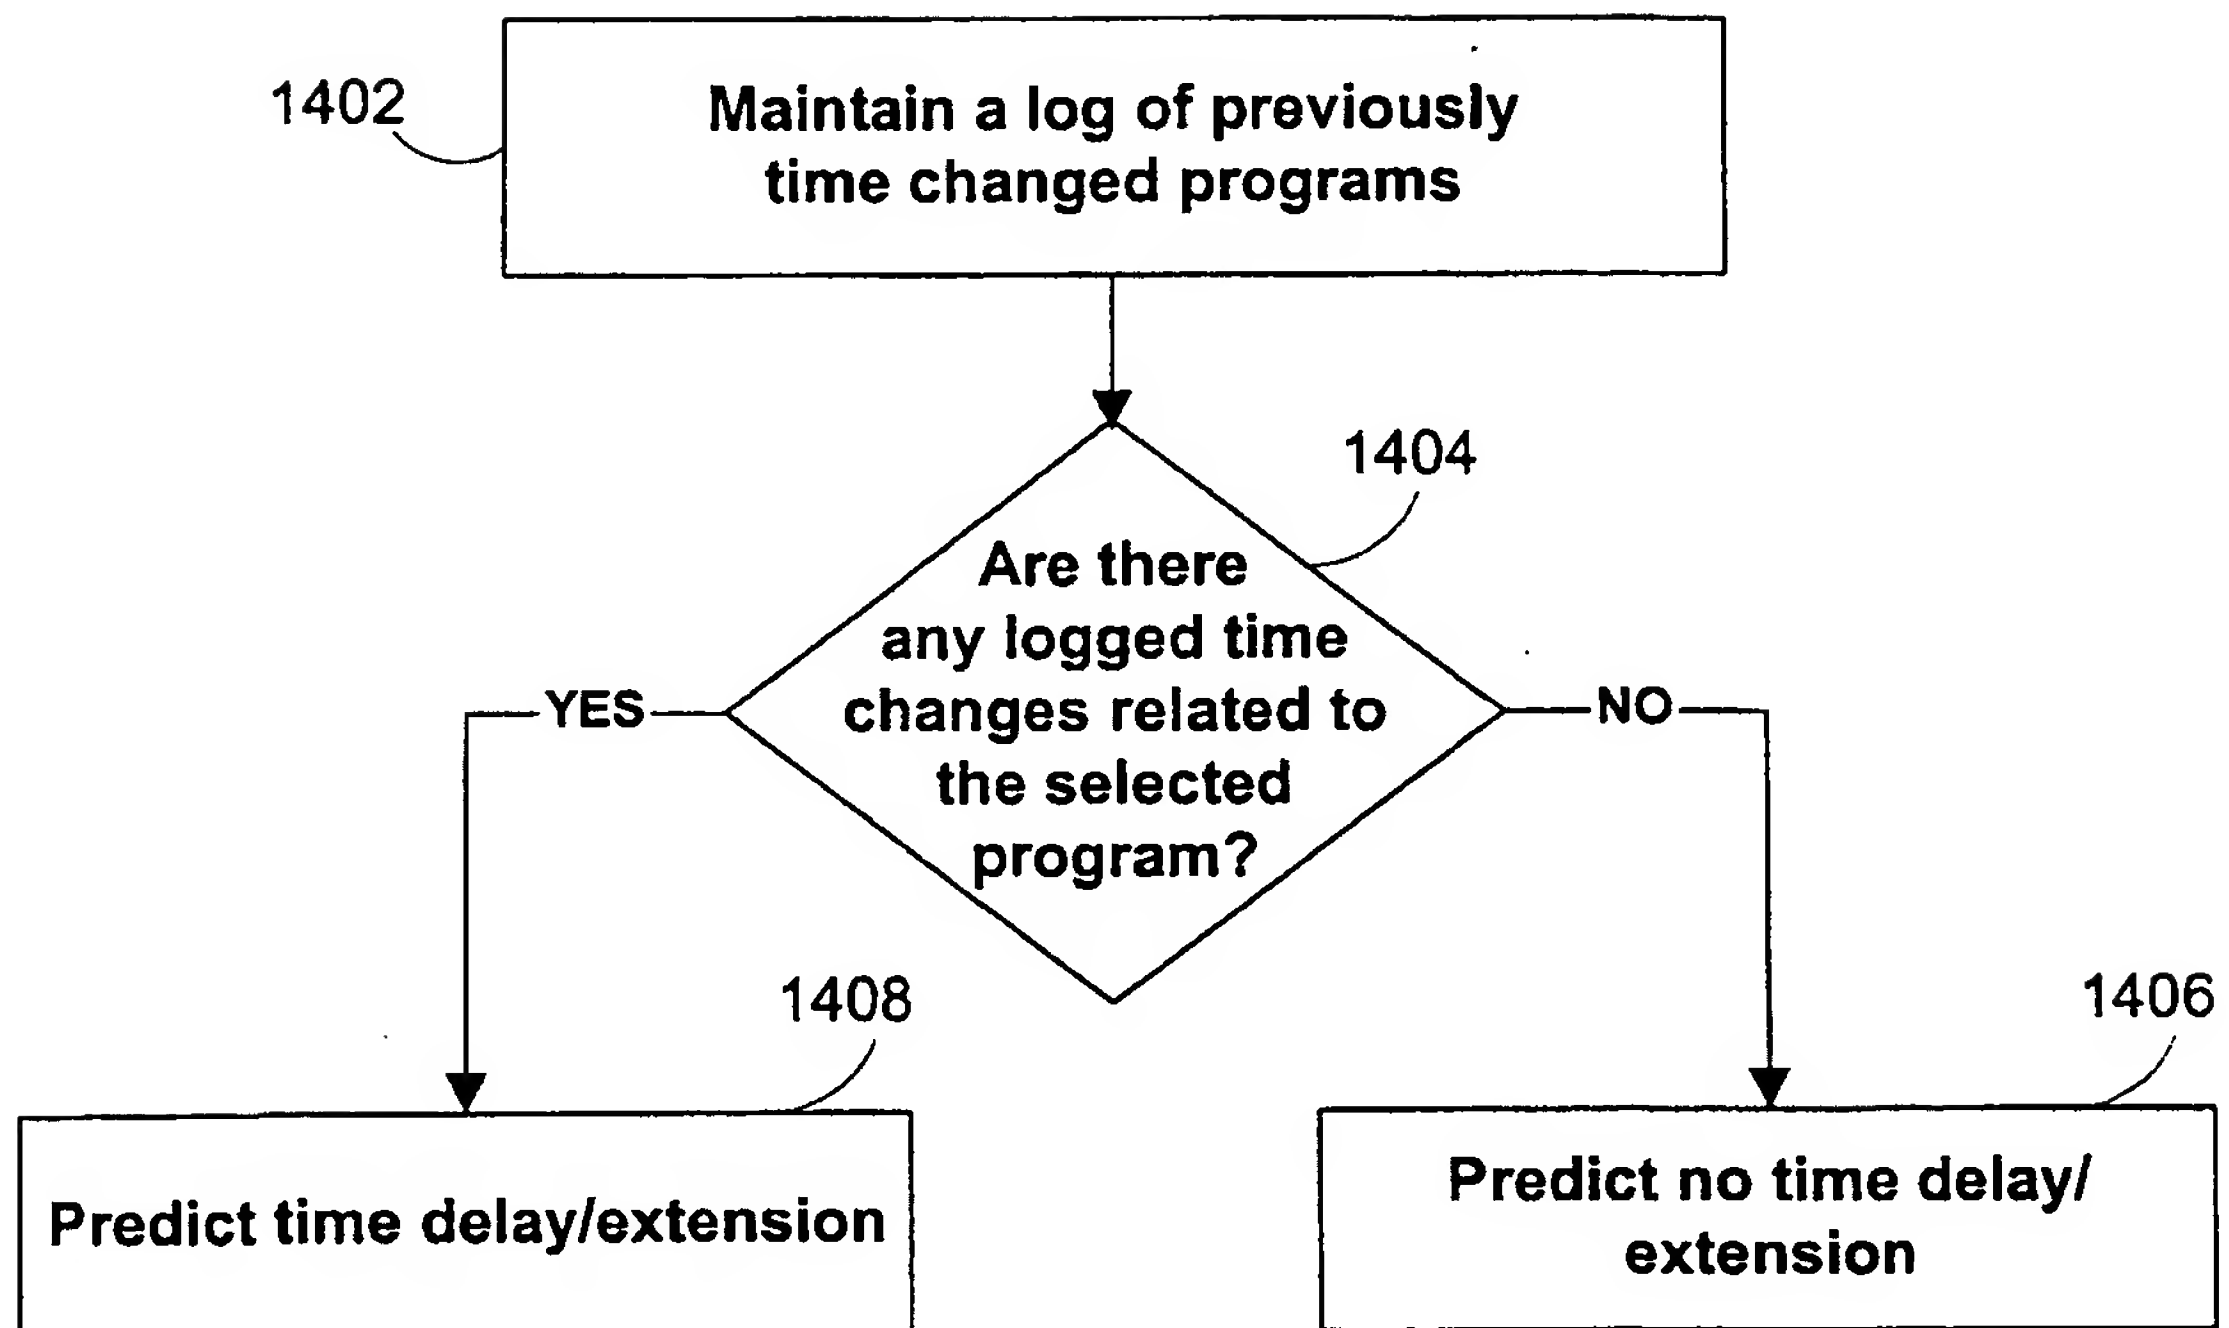 1402
Maintain a log of previously
time changed programs
1404
Are there
any logged time
changes related to
the selected
program?
YES
NO
1408
1406
Predict time delay/extension
Predict no time delay/
extension